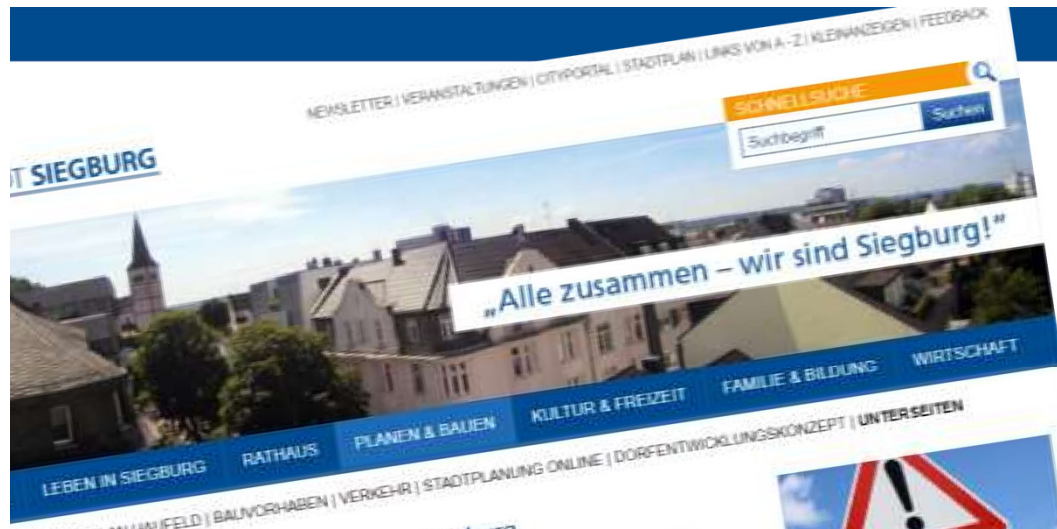 NEWSLETTER | VERANSTALTUNGEN | CITYPORTAL | STADTPLAN | LINKS VON A - Z | KLEINANZEIGEN | FEEDBACK
SCHNELLSUCHE
Suchbegriff
Suchen
SIEGBURG
„Alle zusammen – wir sind Siegburg!“
LEBEN IN SIEGBURG
RATHAUS
PLANEN & BAUEN
KULTUR & FREIZEIT
FAMILIE & BILDUNG
WIRTSCHAFT
BAUVORHABEN | VERKEHR | STADTPLANUNG ONLINE | DORFENTWICKLUNGSKONZEPT | UNTERSEITEN